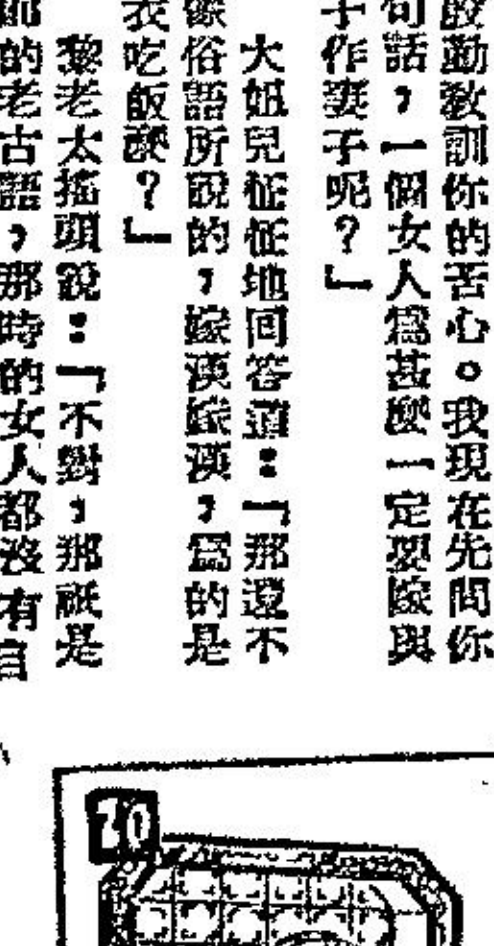 殷勤敎訓你的苦心。我現在先問你
句話，一個女人爲甚麼一定要嫁與
子作妻子呢？」
大姐兒怔怔地回答道：「那還不
像俗語所說的，嫁漢嫁漢，爲的是
衣吃飯麼？」
黎老太搖頭說：「不對，那祇是
的老古語，那時的女人都沒有自
70